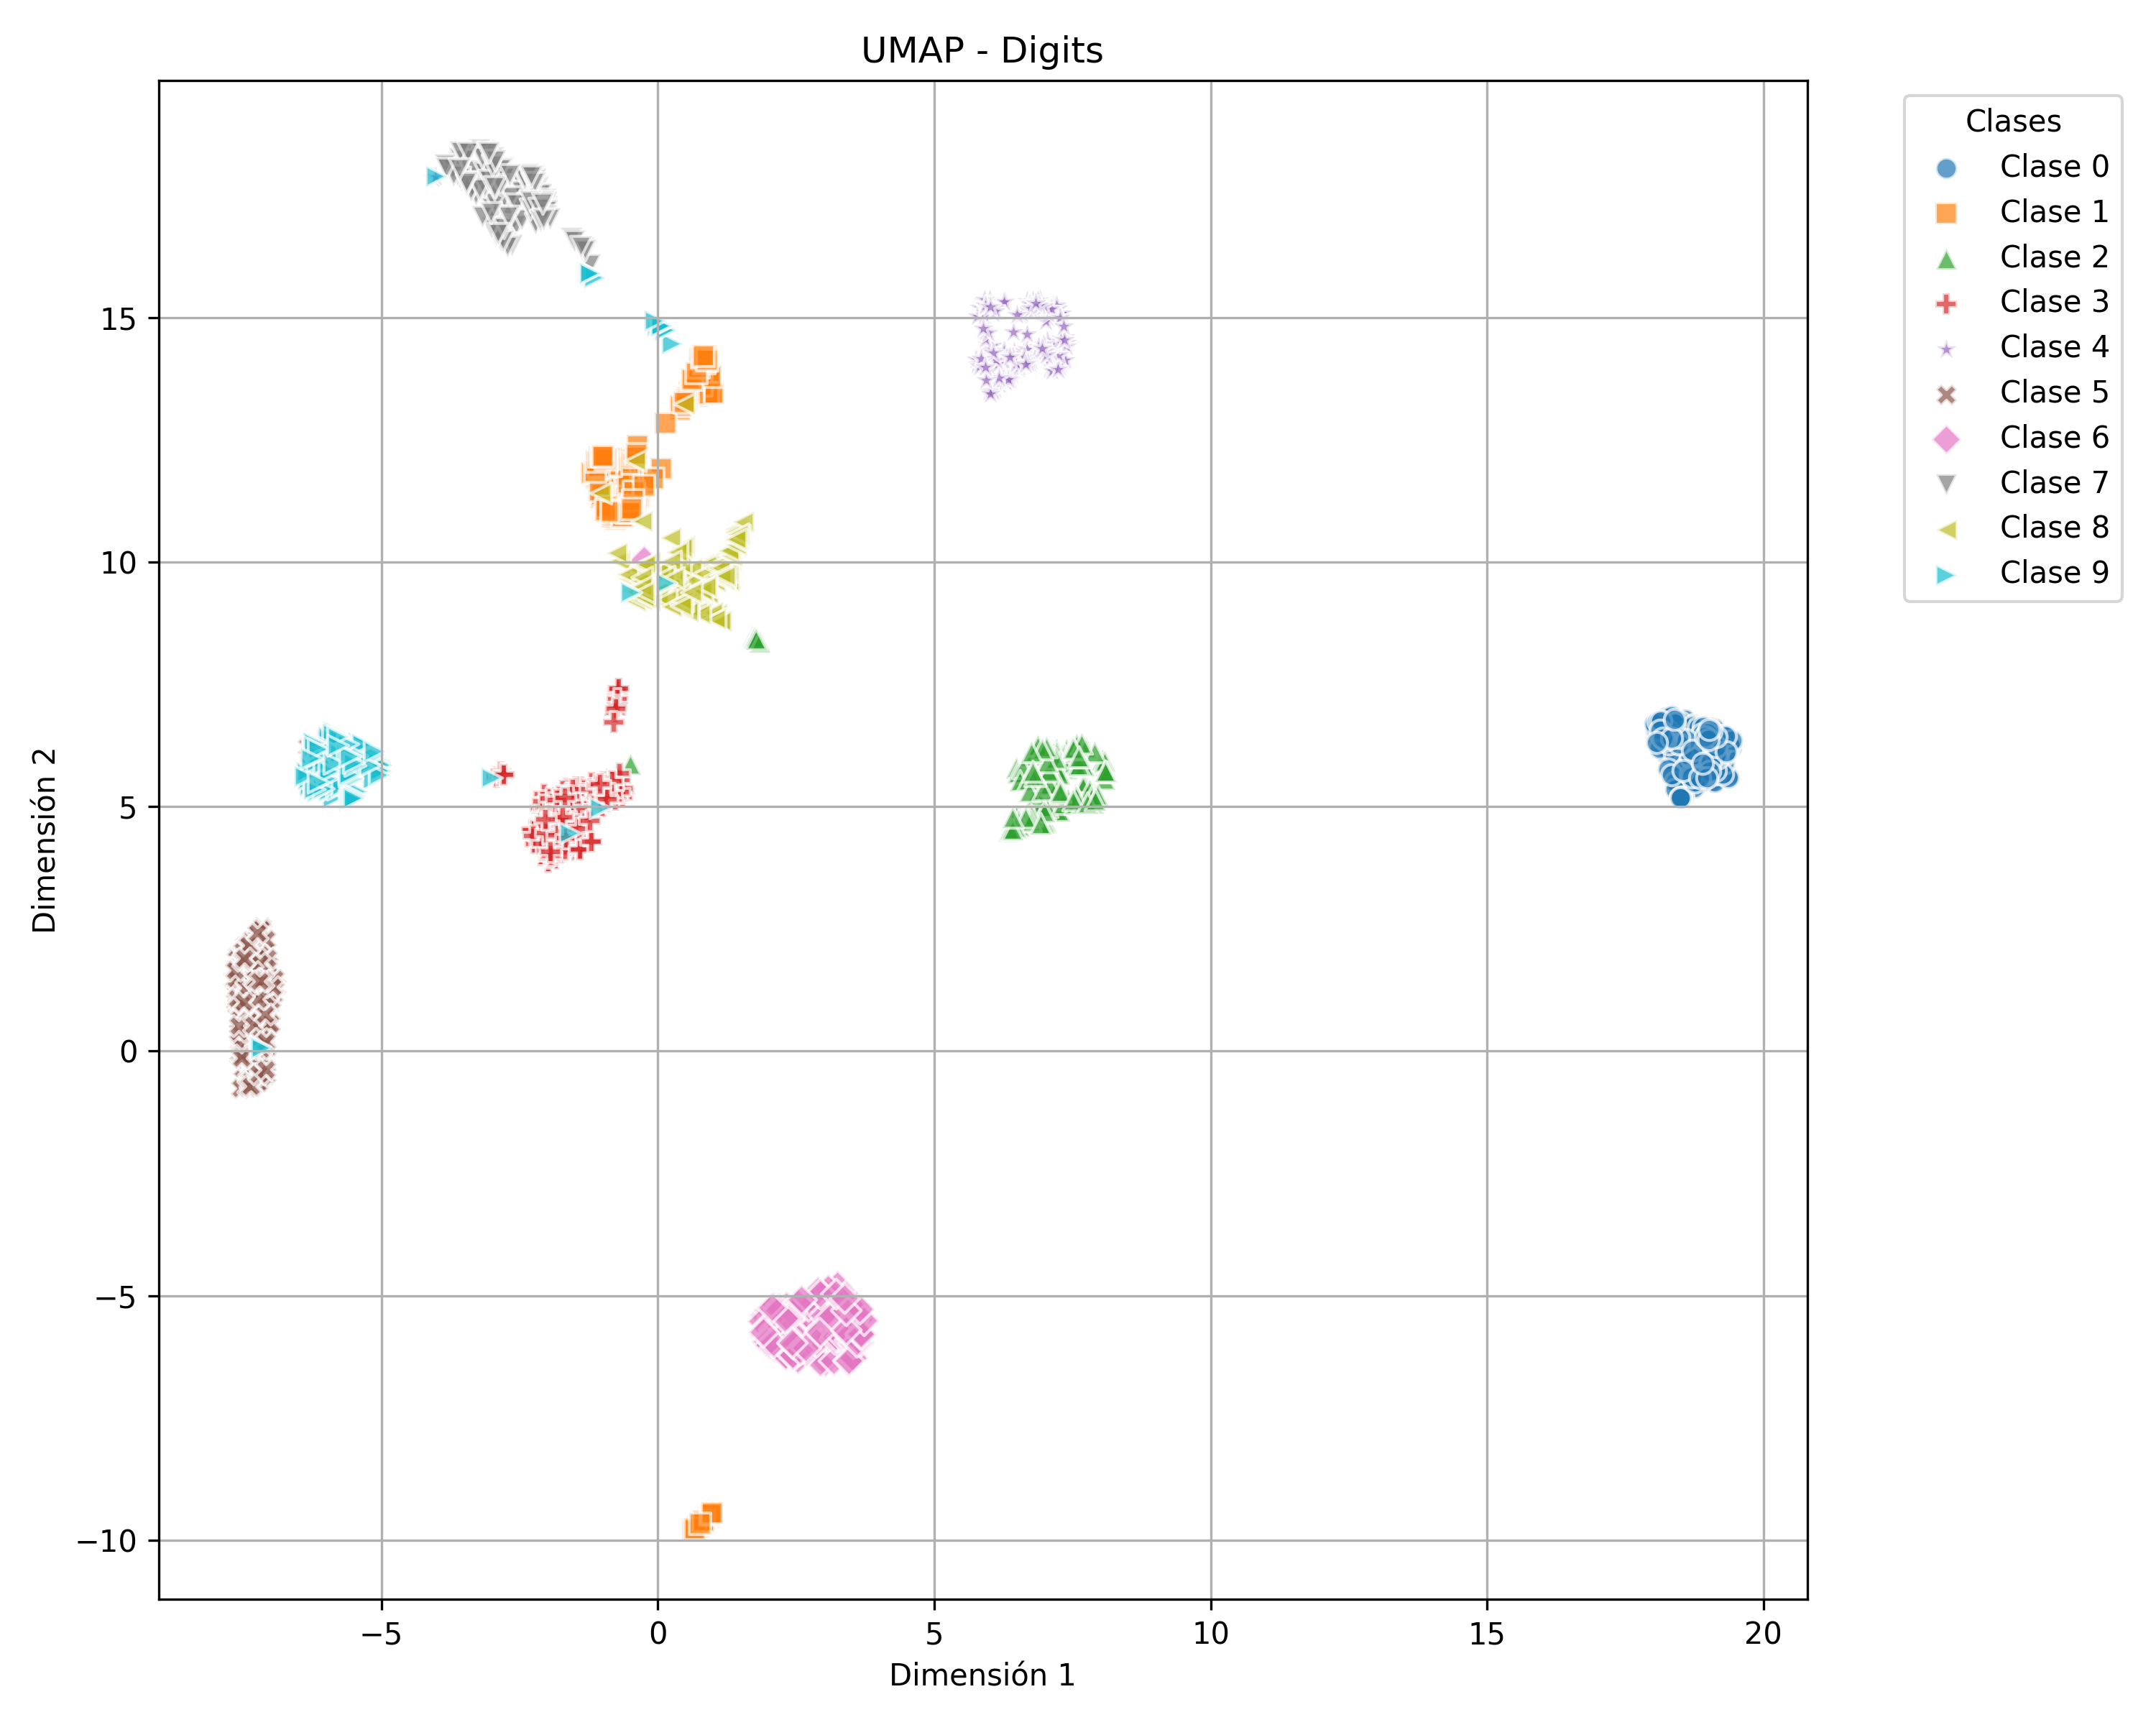 UMAP - Digits
Clases
Clase 0
Clase 1
Clase 2
Clase 3
Clase 4
Clase 5
Clase 6
Clase 7
Clase 8
Clase 9
Dimensión 2
15
10
5
0
−5
−10
−5
0
5
10
15
20
Dimensión 1